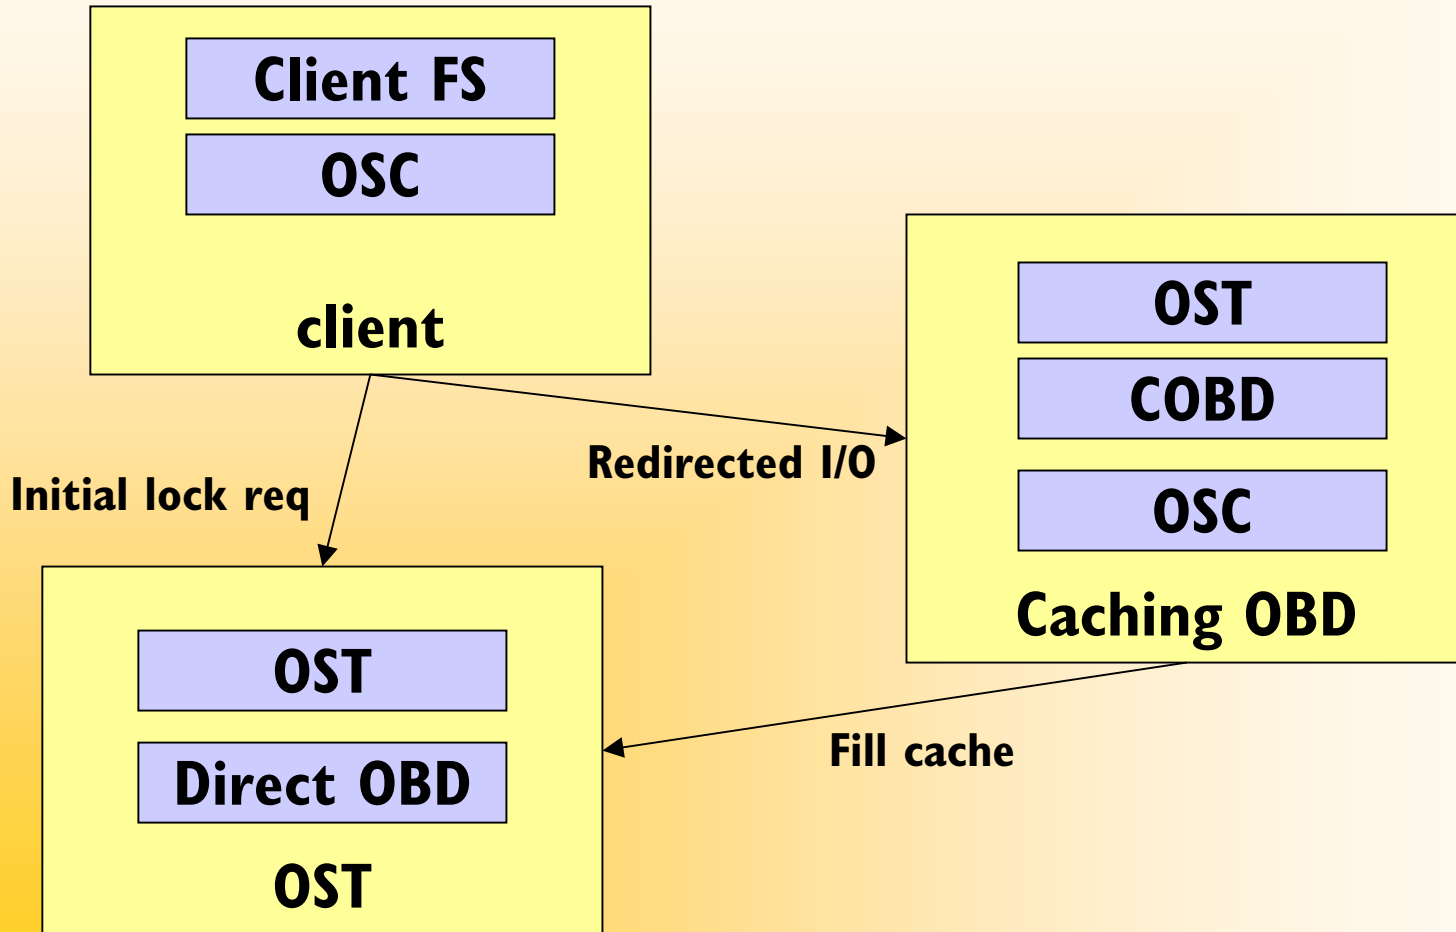 Client FS
OSC
client
OST
COBD
OSC
Caching OBD
Redirected I/O
Initial lock req
Fill cache
OST
Direct OBD
OST